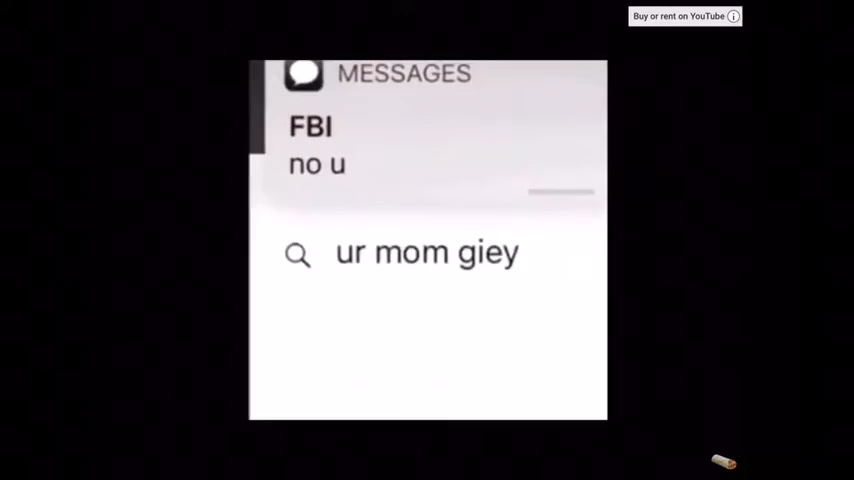 Buy or rent on YouTube
MESSAGES
FBI
no u
ur mom giey